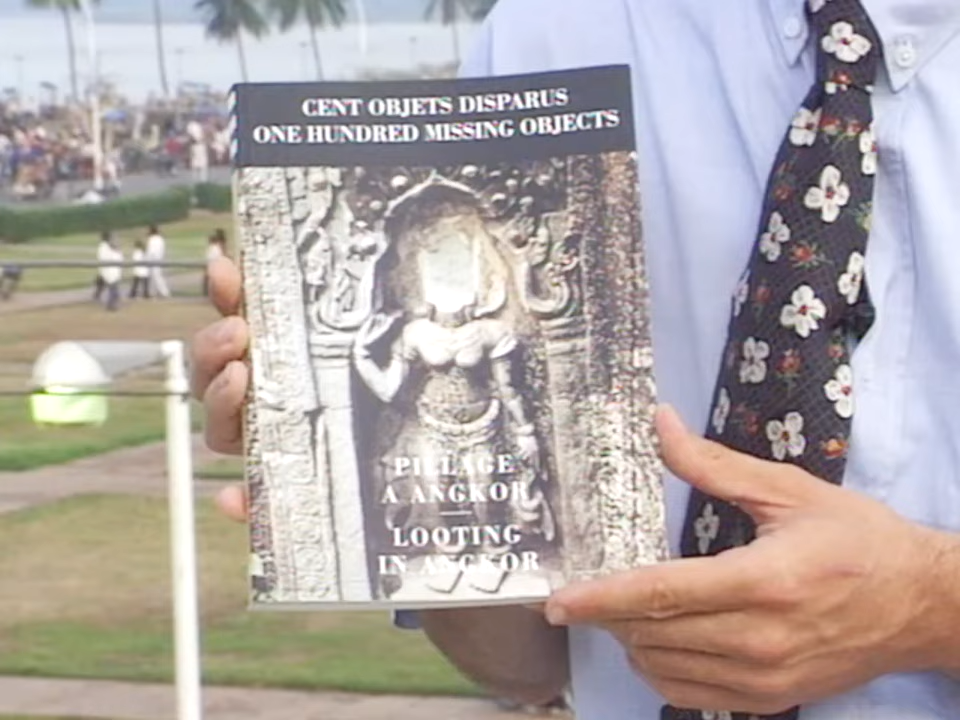 CENT OBJETS DISPARUS
ONE HUNDRED MISSING OBJECTS
PILLAGE
A ANGKOR
LOOTING
IN ANGKOR